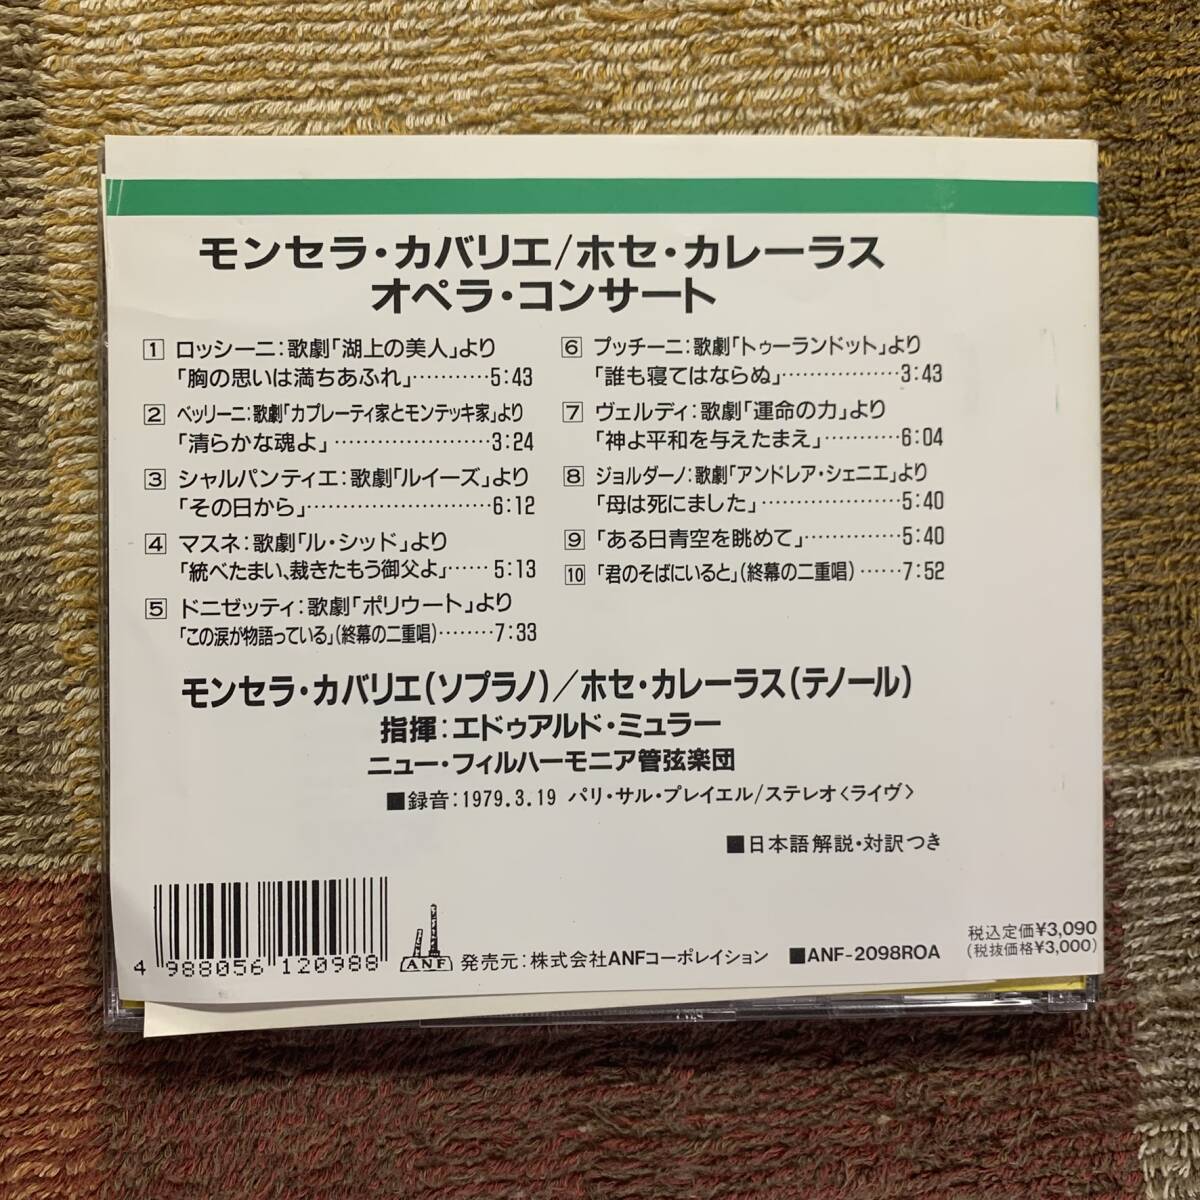 モンセラ・カバリエ/ホセ・カレーラス
オペラ・コンサート
1 ロッシーニ:歌劇「湖上の美人」より
「胸の思いは満ちあふれ」………5:43
2 ベッリーニ:歌劇「カプレーティ家とモンテッキ家」より
「清らかな魂よ」…………………3:24
3 シャルパンティエ:歌劇「ルイーズ」より
「その日から」……………………6:12
4 マスネ:歌劇「ル・シッド」より
「統べたまい、裁きたもう御父よ」……5:13
5 ドニゼッティ:歌劇「ポリウート」より
「この涙が物語っている」(終幕の二重唱)………7:33
6 プッチーニ:歌劇「トゥーランドット」より
「誰も寝てはならぬ」……………3:43
7 ヴェルディ:歌劇「運命の力」より
「神よ平和を与えたまえ」…………6:04
8 ジョルダーノ:歌劇「アンドレア・シェニエ」より
「母は死にました」………………5:40
9 「ある日青空を眺めて」……………5:40
10 「君のそばにいると」(終幕の二重唱)……7:52
モンセラ・カバリエ(ソプラノ)/ホセ・カレーラス(テノール)
指揮:エドゥアルド・ミュラー
ニュー・フィルハーモニア管弦楽団
■録音:1979.3.19 パリ・サル・プレイエル/ステレオ〈ライヴ〉
■日本語解説・対訳つき
4 988056 120988
ANF
発売元:株式会社ANFコーポレイション ■ANF-2098ROA
税込定価¥3,090
(税抜価格¥3,000)